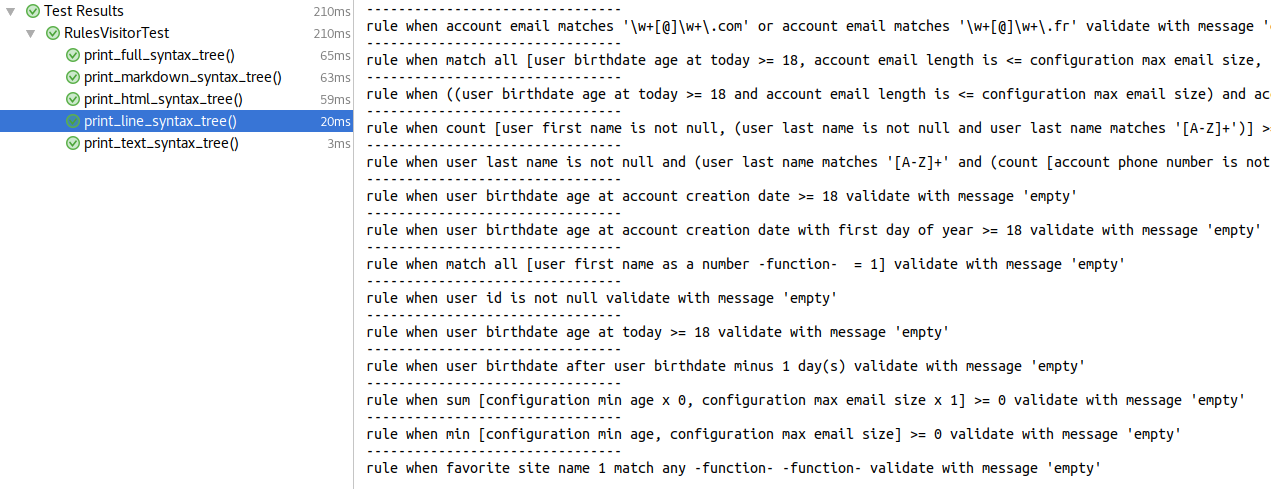 Test Results 210ms
RulesVisitorTest 210ms
print_full_syntax_tree() 65ms
print_markdown_syntax_tree() 63ms
print_html_syntax_tree() 59ms
print_line_syntax_tree() 20ms
print_text_syntax_tree() 3ms
--------------------------------
rule when account email matches '\w+[@]\w+\.com' or account email matches '\w+[@]\w+\.fr' validate with message '
--------------------------------
rule when match all [user birthdate age at today >= 18, account email length is <= configuration max email size,
--------------------------------
rule when ((user birthdate age at today >= 18 and account email length is <= configuration max email size) and ac
--------------------------------
rule when count [user first name is not null, (user last name is not null and user last name matches '[A-Z]+')] >
--------------------------------
rule when user last name is not null and (user last name matches '[A-Z]+' and (count [account phone number is not
--------------------------------
rule when user birthdate age at account creation date >= 18 validate with message 'empty'
--------------------------------
rule when user birthdate age at account creation date with first day of year >= 18 validate with message 'empty'
--------------------------------
rule when match all [user first name as a number -function-  = 1] validate with message 'empty'
--------------------------------
rule when user id is not null validate with message 'empty'
--------------------------------
rule when user birthdate age at today >= 18 validate with message 'empty'
--------------------------------
rule when user birthdate after user birthdate minus 1 day(s) validate with message 'empty'
--------------------------------
rule when sum [configuration min age x 0, configuration max email size x 1] >= 0 validate with message 'empty'
--------------------------------
rule when min [configuration min age, configuration max email size] >= 0 validate with message 'empty'
--------------------------------
rule when favorite site name 1 match any -function- -function- validate with message 'empty'